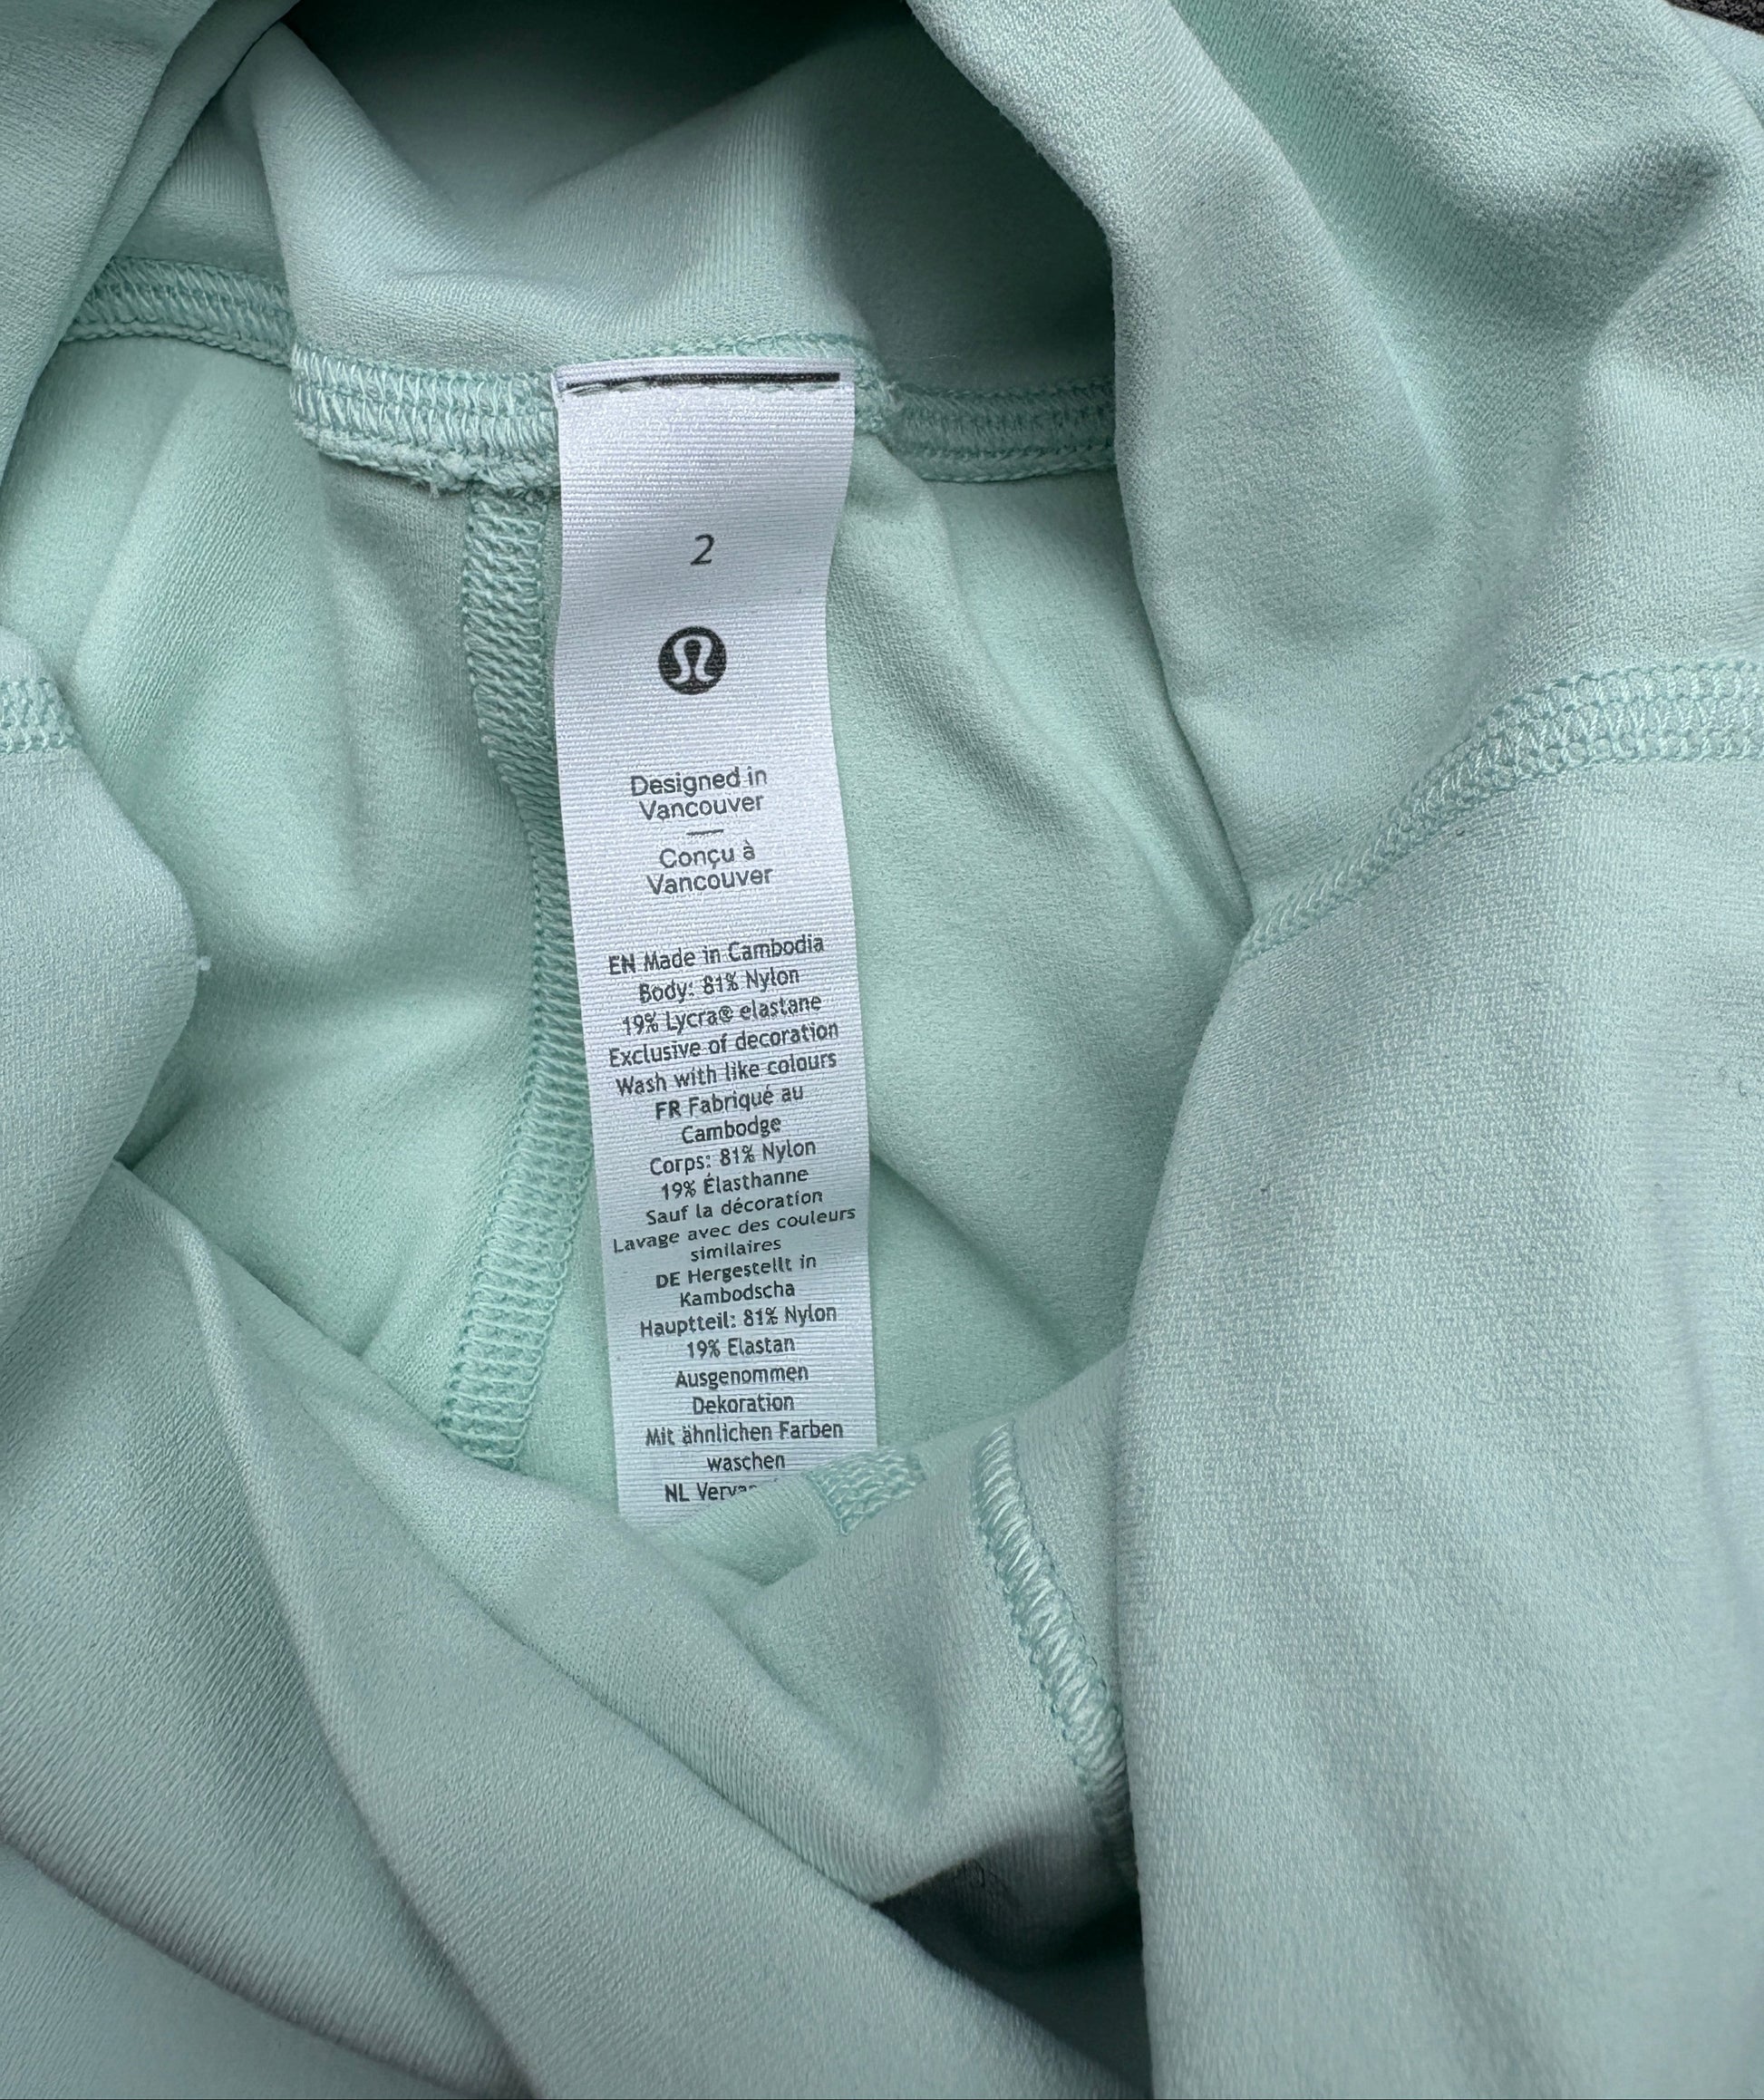 2
Designed in
Vancouver
Conçu à
Vancouver
EN Made in Cambodia
Body: 81% Nylon
19% Lycra® elastane
Exclusive of decoration
Wash with like colours
FR Fabriqué au
Cambodge
Corps: 81% Nylon
19% Élasthanne
Sauf la décoration
Lavage avec des couleurs
similaires
DE Hergestellt in
Kambodscha
Hauptteil: 81% Nylon
19% Elastan
Ausgenommen
Dekoration
Mit ähnlichen Farben
waschen
NL